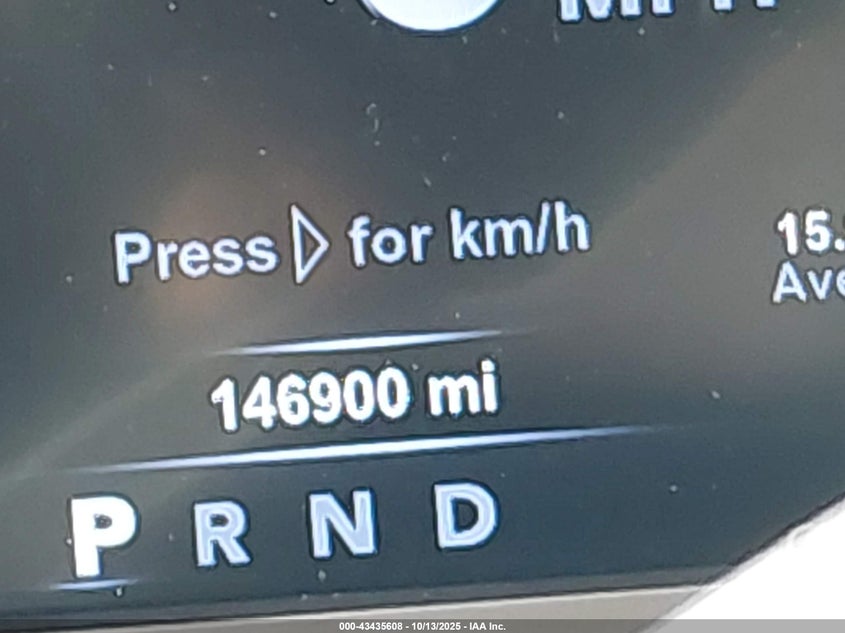 Press ▷ for km/h
146900 mi
P R N D
000-43435608 - 10/13/2025 - IAA Inc.